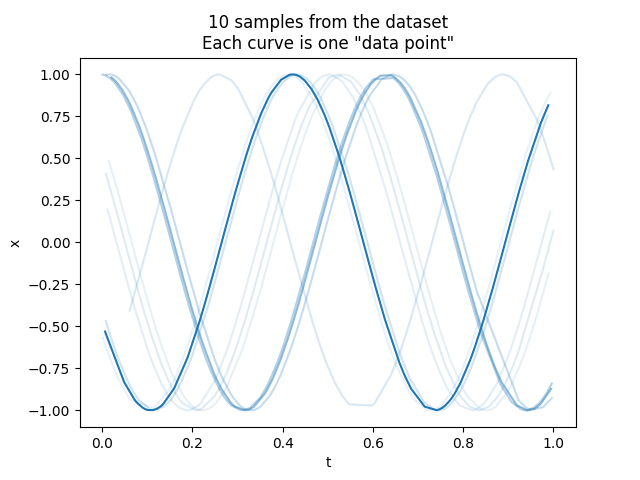 10 samples from the dataset
Each curve is one "data point"
1.00
0.75
0.50
0.25
0.00
−0.25
−0.50
−0.75
−1.00
x
0.0 0.2 0.4 0.6 0.8 1.0
t